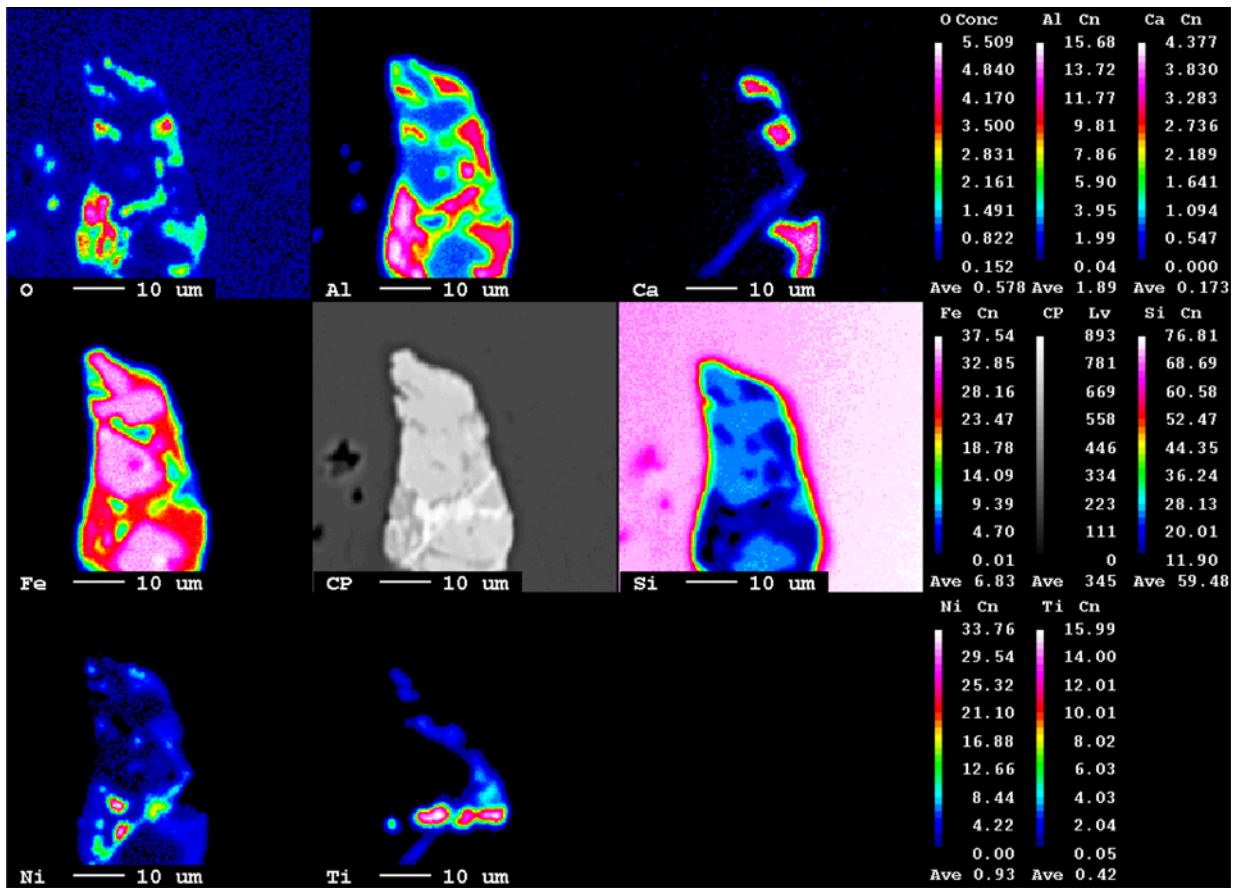 O Conc Al Cn Ca Cn
5.509 15.68 4.377
4.840 13.72 3.830
4.170 11.77 3.283
3.500 9.81 2.736
2.831 7.86 2.189
2.161 5.90 1.641
1.491 3.95 1.094
0.822 1.99 0.547
0.152 0.04 0.000
Ave 0.578 Ave 1.89 Ave 0.173
O 10 um Al 10 um Ca 10 um
Fe Cn CP Lv Si Cn
37.54 893 76.81
32.85 781 68.69
28.16 669 60.58
23.47 558 52.47
18.78 446 44.35
14.09 334 36.24
9.39 223 28.13
4.70 111 20.01
0.01 0 11.90
Ave 6.83 Ave 345 Ave 59.48
Fe 10 um CP 10 um Si 10 um
Ni Cn Ti Cn
33.76 15.99
29.54 14.00
25.32 12.01
21.10 10.01
16.88 8.02
12.66 6.03
8.44 4.03
4.22 2.04
0.00 0.05
Ave 0.93 Ave 0.42
Ni 10 um Ti 10 um